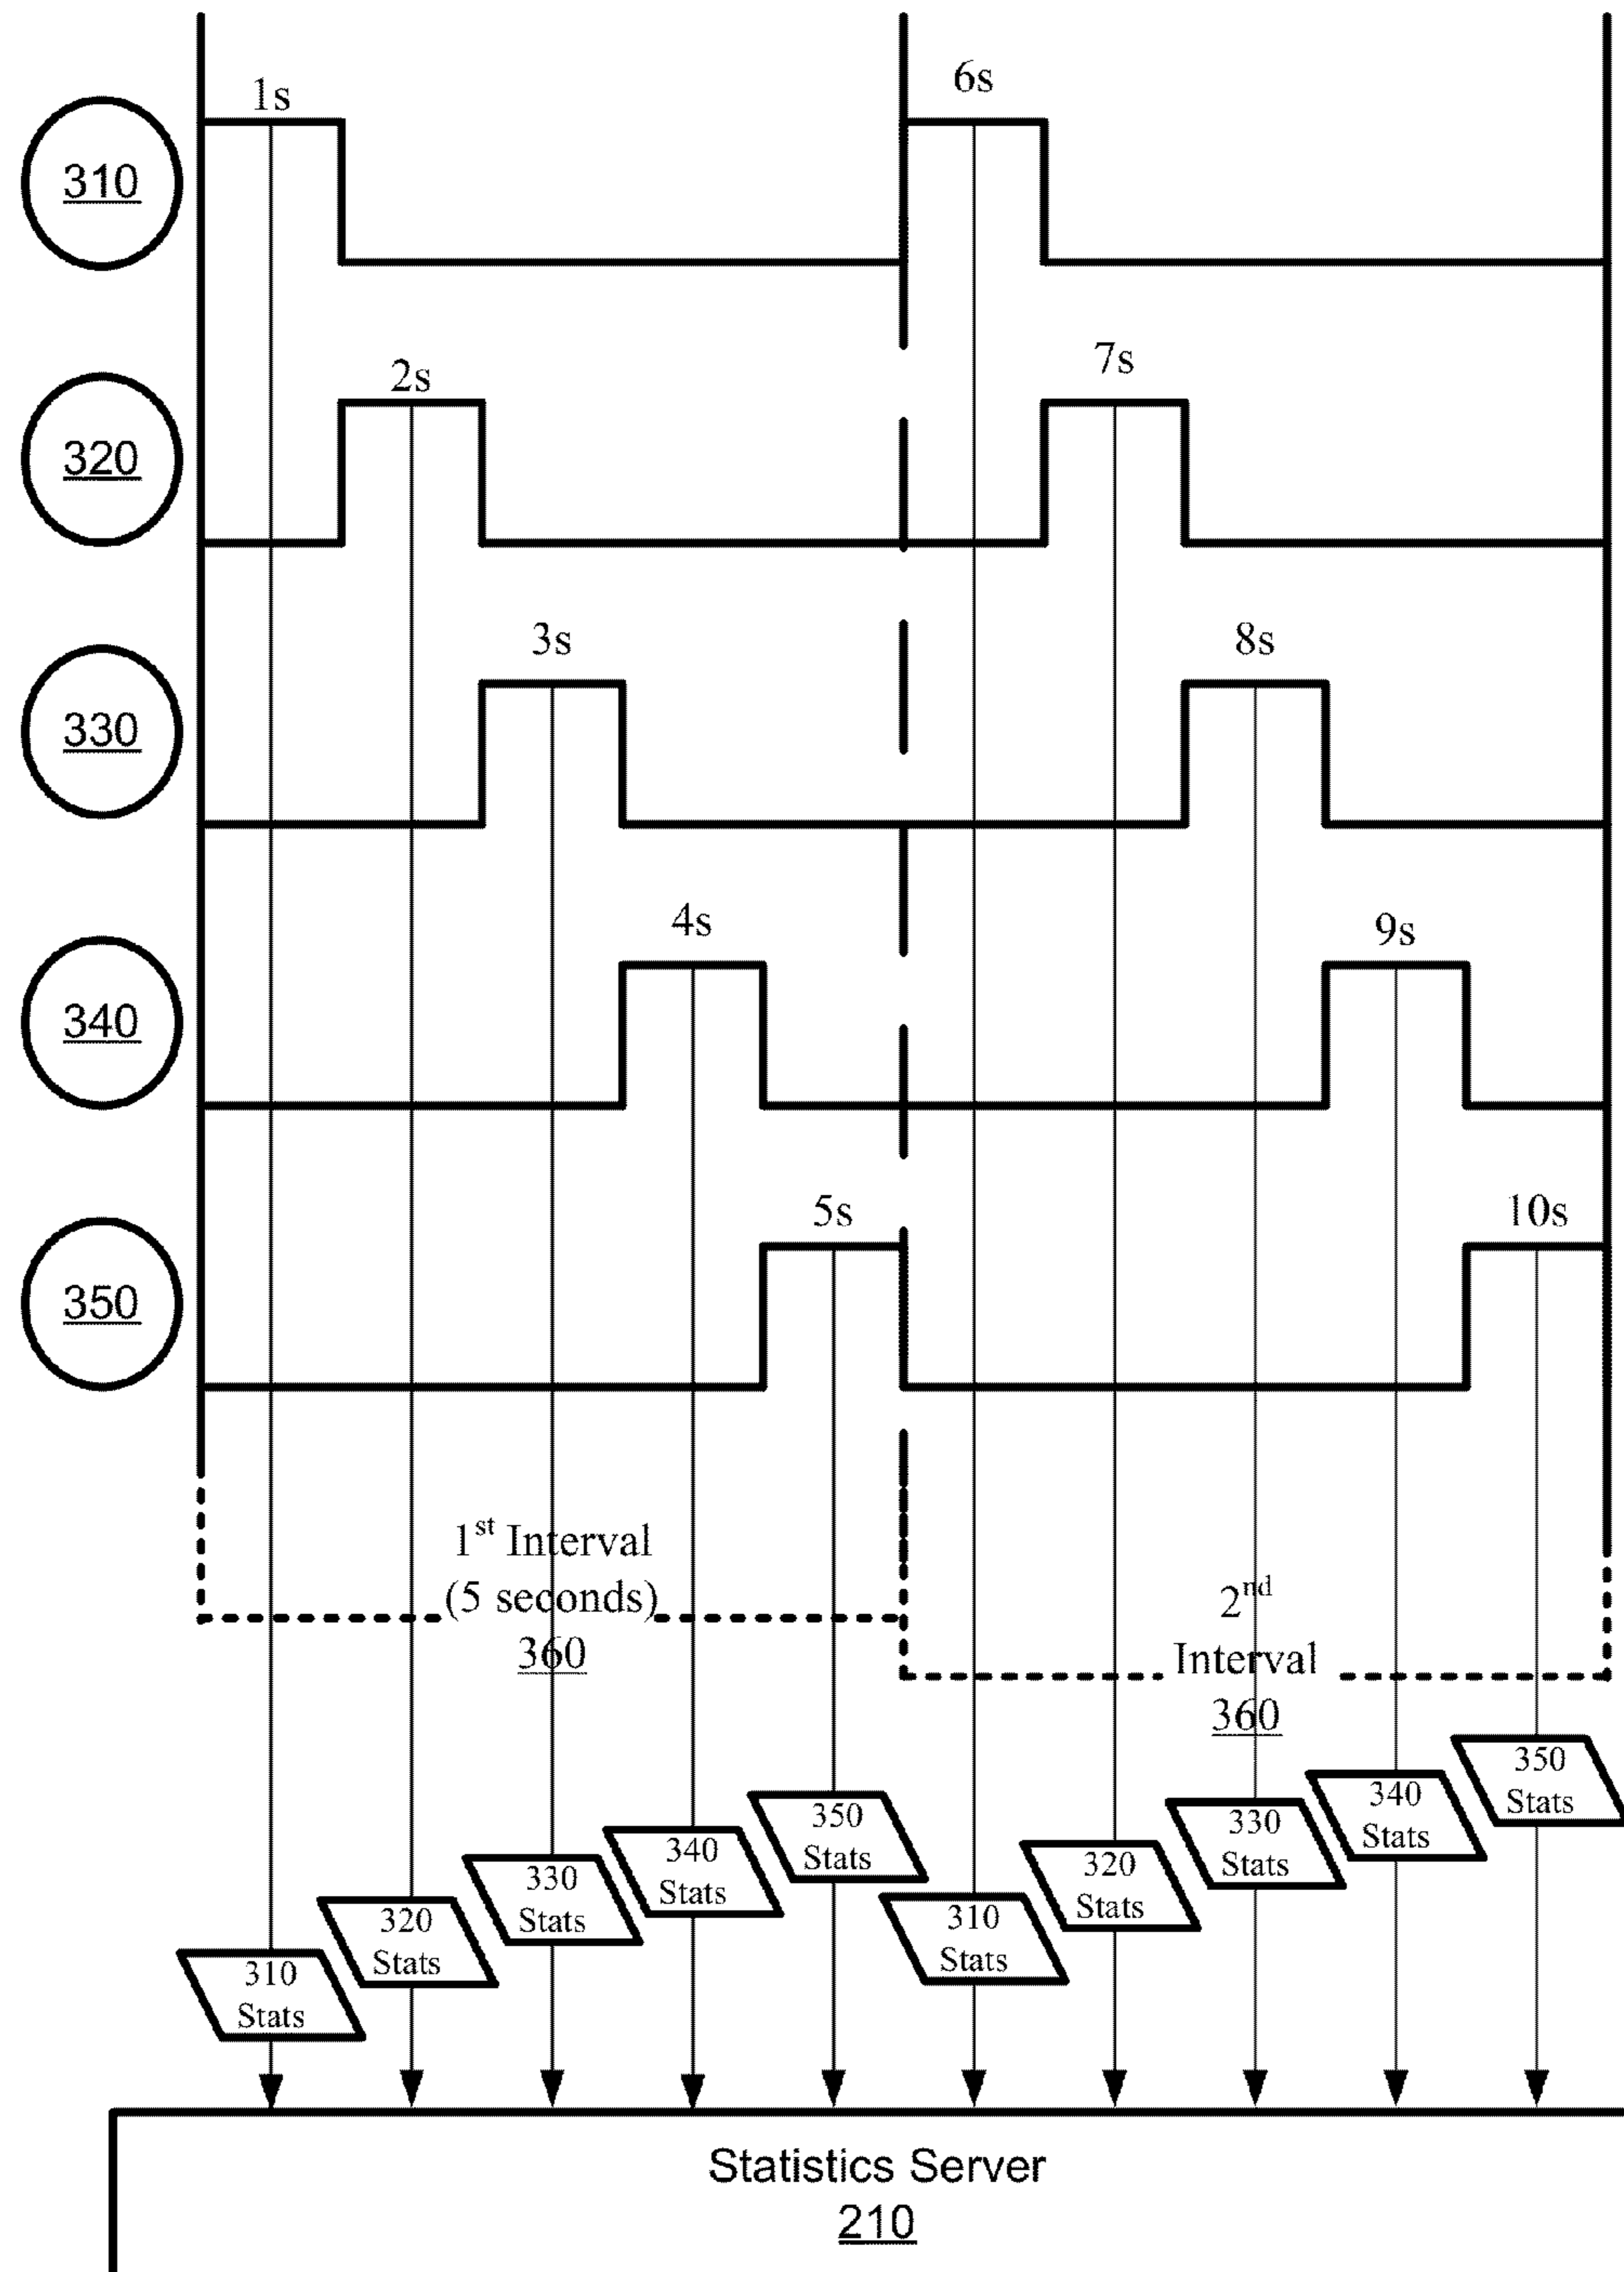 1s
6s
310
2s
7s
320
3s
8s
330
4s
9s
340
5s
10s
350
1st Interval
(5 seconds)
360
2nd
Interval
360
310
Stats
320
Stats
330
Stats
340
Stats
350
Stats
310
Stats
320
Stats
330
Stats
340
Stats
350
Stats
Statistics Server
210